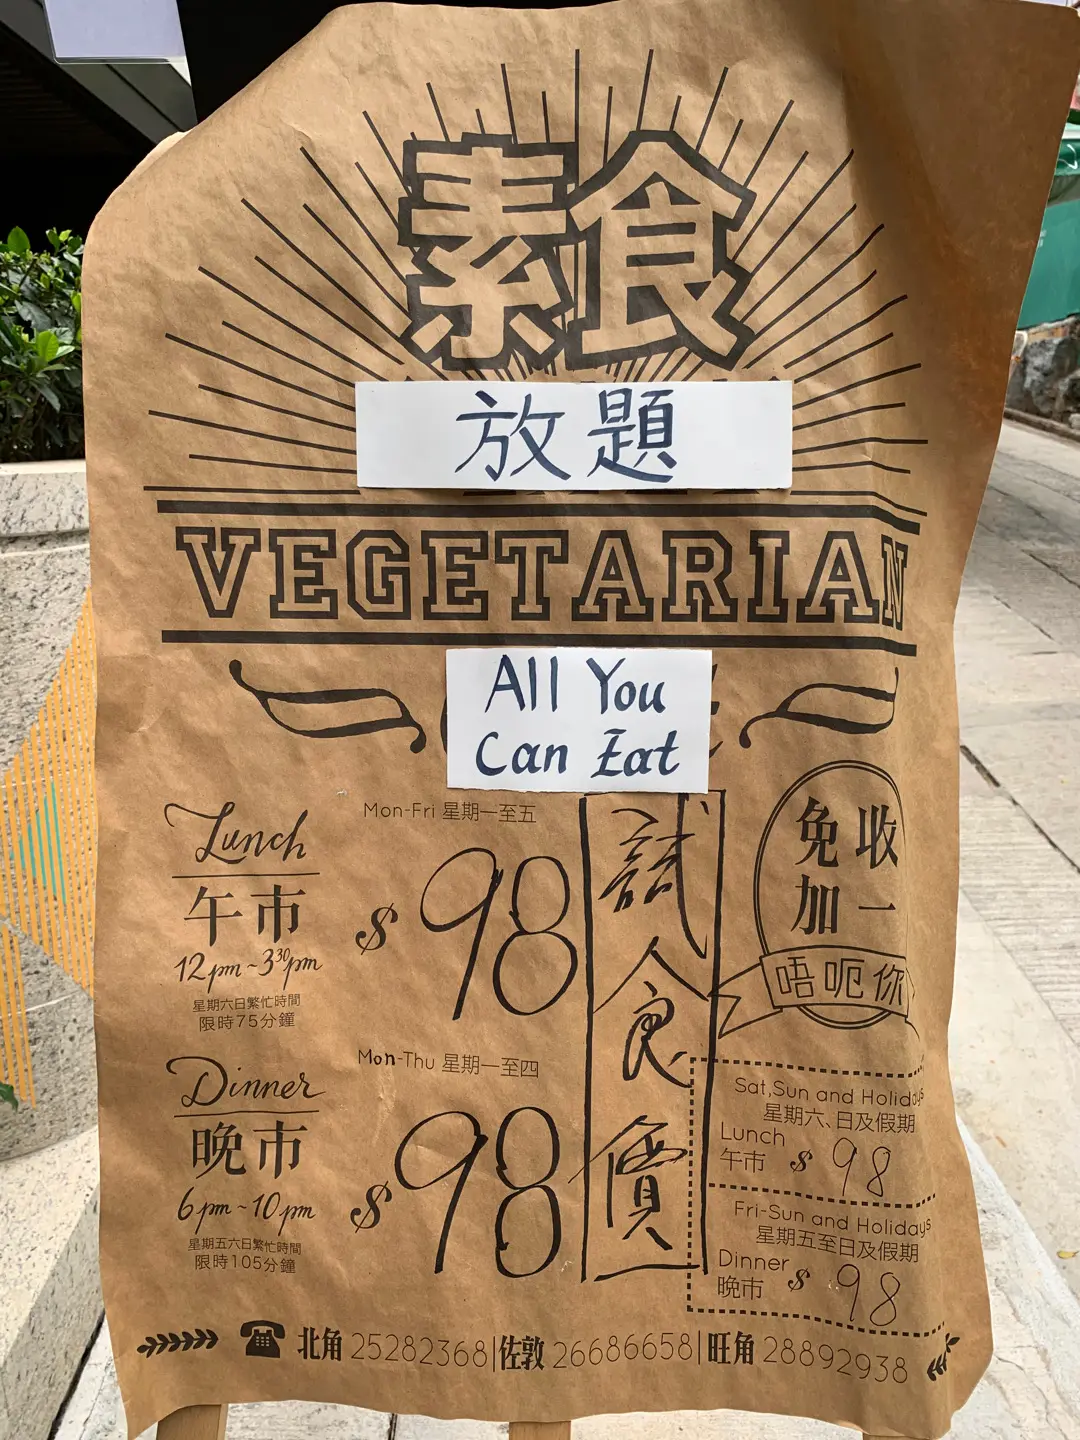 素食
放題
VEGETARIAN
All You
Can Eat
Lunch
午市
12pm~3³⁰pm
星期六日繁忙時間
限時75分鐘
Mon-Fri 星期一至五
$98
試食價
免收
加一
唔呃你
Dinner
晚市
6pm~10pm
星期五六日繁忙時間
限時105分鐘
Mon-Thu 星期一至四
$98
Sat,Sun and Holidays
星期六、日及假期
Lunch
午市 $98
Fri-Sun and Holidays
星期五至日及假期
Dinner
晚市 $98
北角 25282368|佐敦 26686658|旺角 28892938